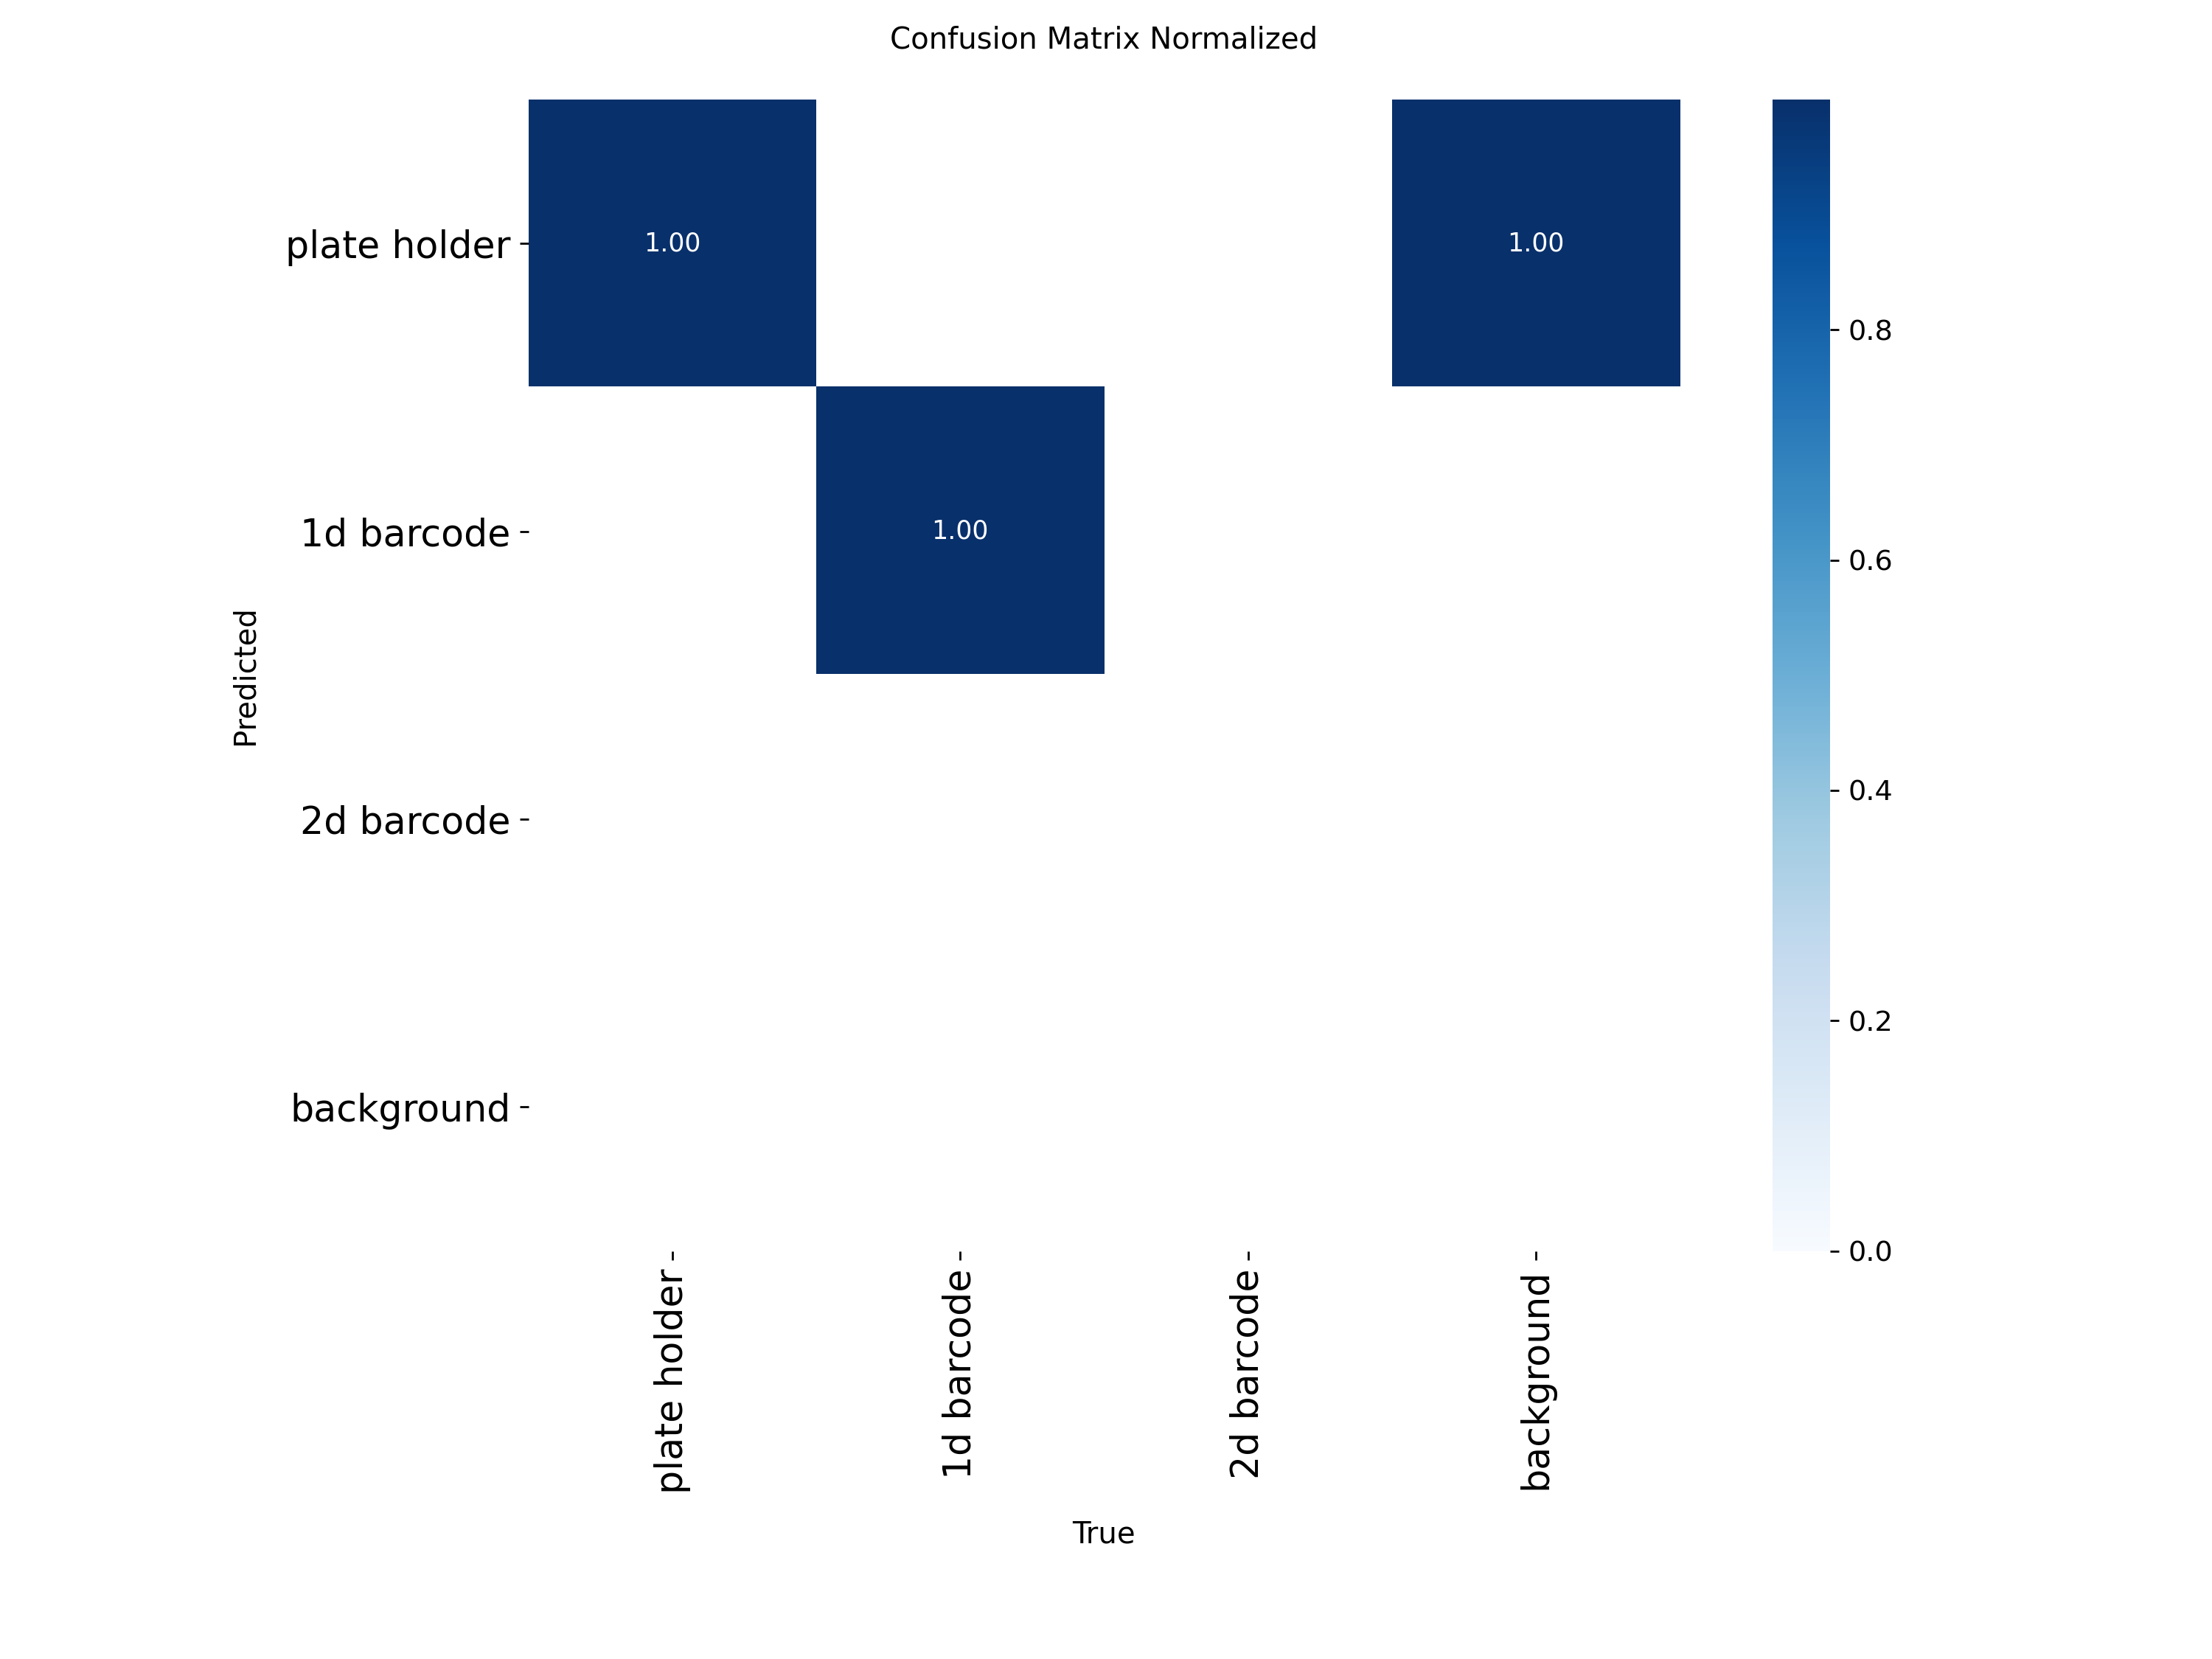 Confusion Matrix Normalized
plate holder
1.00
1.00
1d barcode
1.00
2d barcode
background
Predicted
plate holder
1d barcode
2d barcode
background
True
0.8
0.6
0.4
0.2
0.0